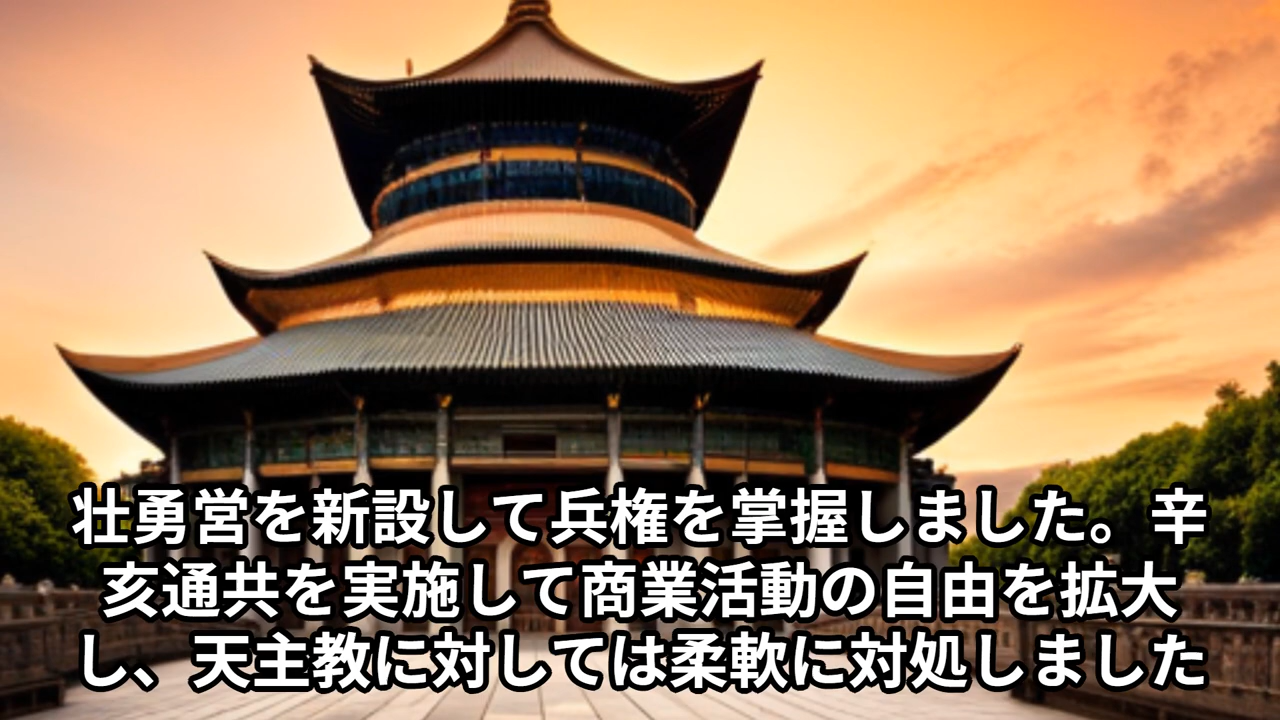 壮勇営を新設して兵権を掌握しました。辛
亥通共を実施して商業活動の自由を拡大
し、天主教に対しては柔軟に対処しました